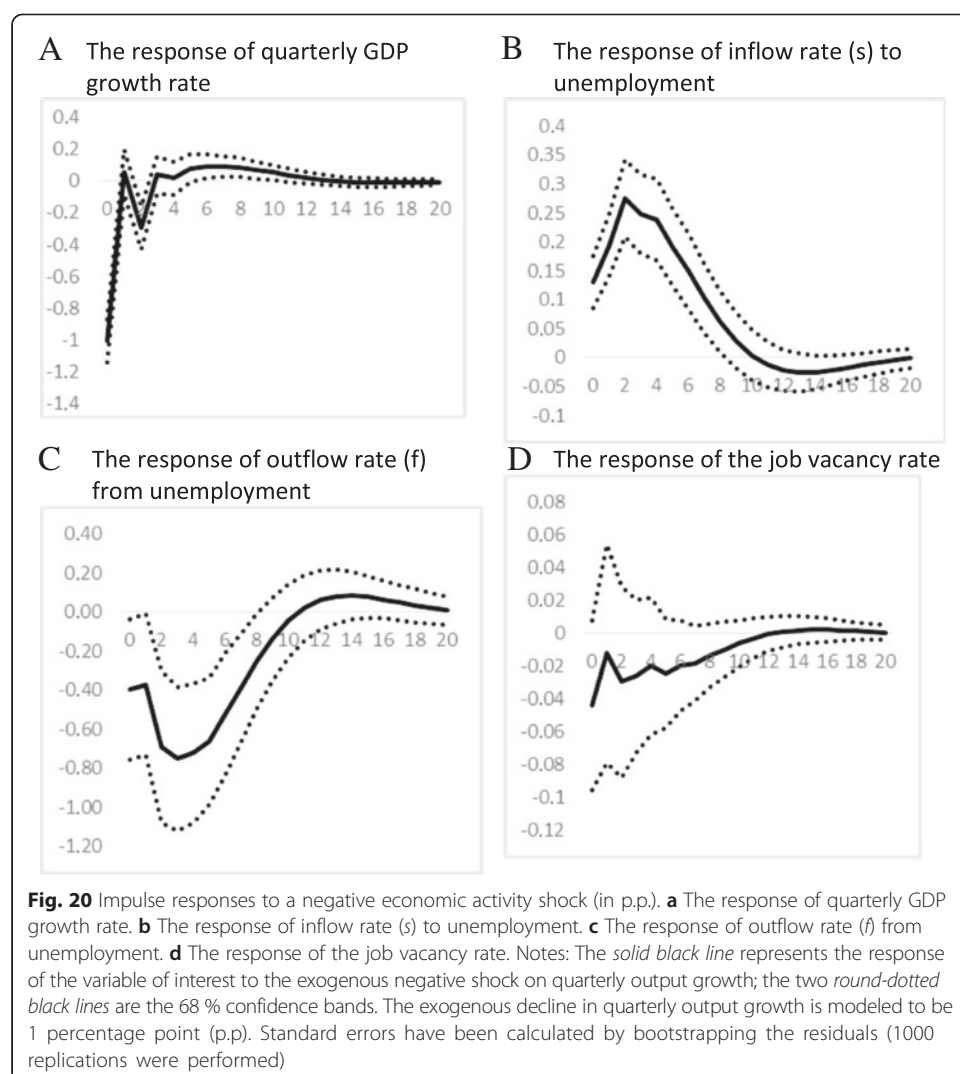 A The response of quarterly GDP
growth rate
0.4
0.2
0
-0.2
-0.4
-0.6
-0.8
-1
-1.2
-1.4
0 2 4 6 8 10 12 14 16 18 20
B The response of inflow rate (s) to
unemployment
0.4
0.35
0.3
0.25
0.2
0.15
0.1
0.05
0
-0.05
-0.1
0 2 4 6 8 10 12 14 16 18 20
C The response of outflow rate (f)
from unemployment
0.40
0.20
0.00
-0.20
-0.40
-0.60
-0.80
-1.00
-1.20
0 2 4 6 8 10 12 14 16 18 20
D The response of the job vacancy rate
0.08
0.06
0.04
0.02
0
-0.02
-0.04
-0.06
-0.08
-0.1
-0.12
0 2 4 6 8 10 12 14 16 18 20
Fig. 20 Impulse responses to a negative economic activity shock (in p.p.). a The response of quarterly GDP
growth rate. b The response of inflow rate (s) to unemployment. c The response of outflow rate (f) from
unemployment. d The response of the job vacancy rate. Notes: The solid black line represents the response
of the variable of interest to the exogenous negative shock on quarterly output growth; the two round-dotted
black lines are the 68 % confidence bands. The exogenous decline in quarterly output growth is modeled to be
1 percentage point (p.p). Standard errors have been calculated by bootstrapping the residuals (1000
replications were performed)